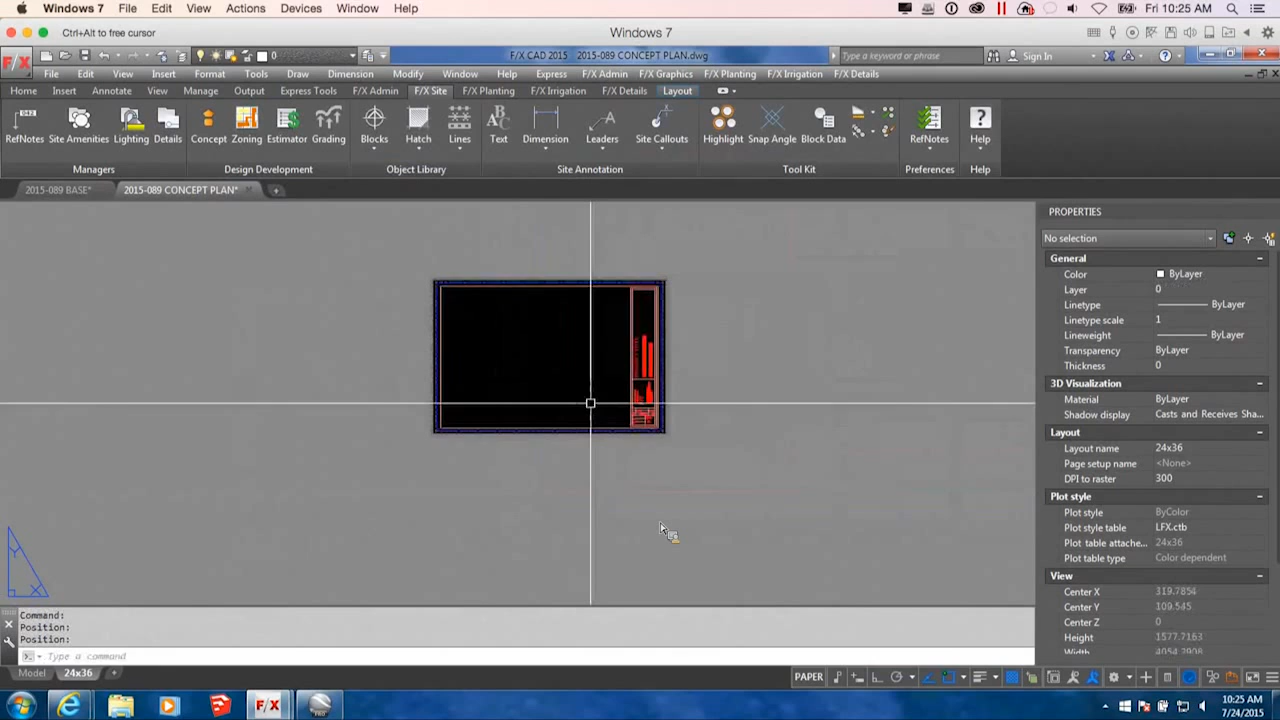 Windows 7 File Edit View Actions Devices Window Help Fri 10:25 AM
Ctrl+Alt to free cursor Windows 7
F/X 0 F/X CAD 2015 2015-089 CONCEPT PLAN.dwg Type a keyword or phrase Sign In
File Edit View Insert Format Tools Draw Dimension Modify Window Help Express F/X Admin F/X Graphics F/X Planting F/X Irrigation F/X Details
Home Insert Annotate View Manage Output Express Tools F/X Admin F/X Site F/X Planting F/X Irrigation F/X Details Layout
RefNotes Site Amenities Lighting Details Concept Zoning Estimator Grading Blocks Hatch Lines Text Dimension Leaders Site Callouts Highlight Snap Angle Block Data RefNotes Help
Managers Design Development Object Library Site Annotation Tool Kit Preferences Help
2015-089 BASE* 2015-089 CONCEPT PLAN*
PROPERTIES
No selection
General
Color ByLayer
Layer 0
Linetype ByLayer
Linetype scale 1
Lineweight ByLayer
Transparency ByLayer
Thickness 0
3D Visualization
Material ByLayer
Shadow display Casts and Receives Sha...
Layout
Layout name 24x36
Page setup name <None>
DPI to raster 300
Plot style
Plot style ByColor
Plot style table LFX.ctb
Plot table attache... 24x36
Plot table type Color dependent
View
Center X 319.7854
Center Y 109.545
Center Z 0
Height 1577.7163
Width 4054.3908
Y
X
Command:
Position:
Position:
Type a command
Model 24x36 PAPER
F/X 10:25 AM
7/24/2015